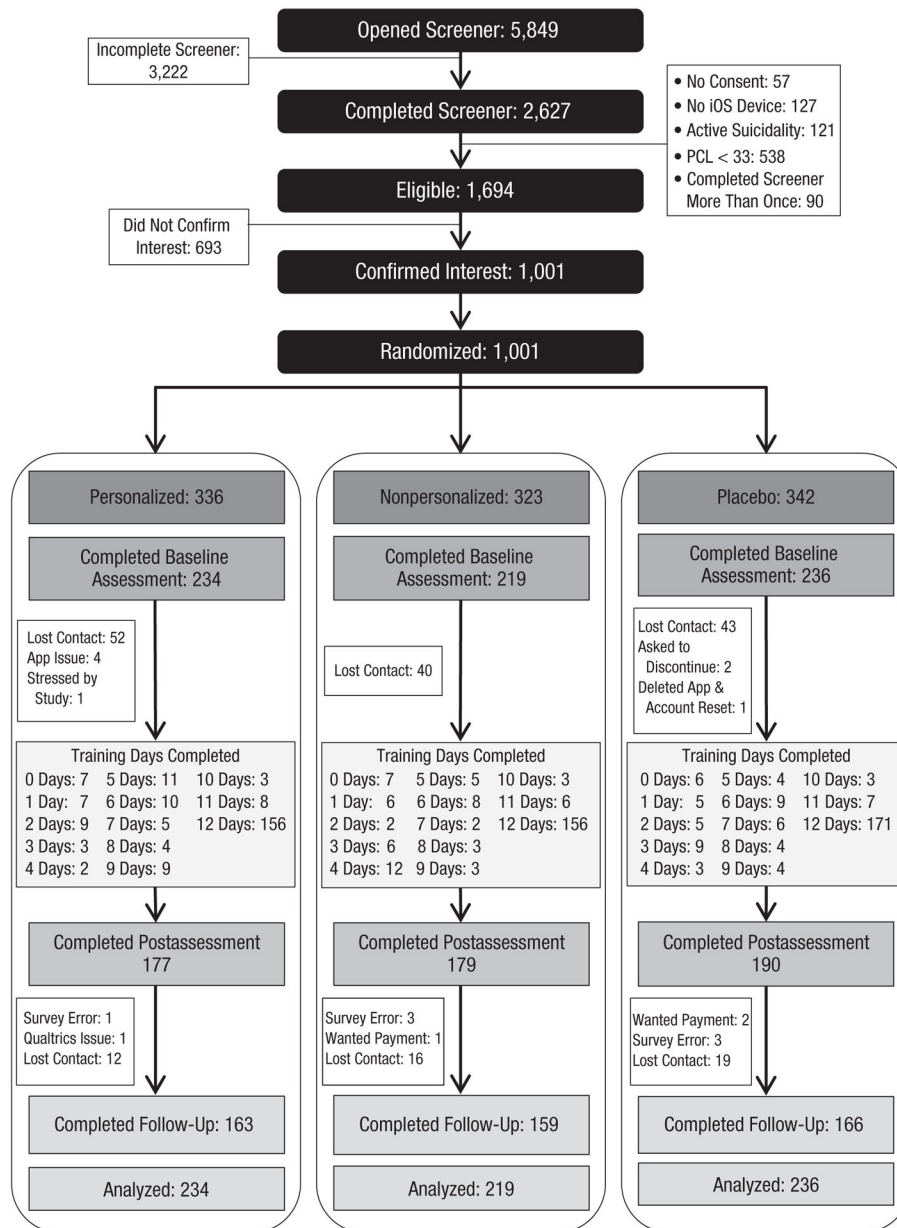 Opened Screener: 5,849
Incomplete Screener:
3,222
Completed Screener: 2,627
• No Consent: 57
• No iOS Device: 127
• Active Suicidality: 121
• PCL < 33: 538
• Completed Screener
More Than Once: 90
Eligible: 1,694
Did Not Confirm
Interest: 693
Confirmed Interest: 1,001
Randomized: 1,001
Personalized: 336
Completed Baseline
Assessment: 234
Lost Contact: 52
App Issue: 4
Stressed by
Study: 1
Training Days Completed
0 Days: 7 5 Days: 11 10 Days: 3
1 Day: 7 6 Days: 10 11 Days: 8
2 Days: 9 7 Days: 5 12 Days: 156
3 Days: 3 8 Days: 4
4 Days: 2 9 Days: 9
Completed Postassessment
177
Survey Error: 1
Qualtrics Issue: 1
Lost Contact: 12
Completed Follow-Up: 163
Analyzed: 234
Nonpersonalized: 323
Completed Baseline
Assessment: 219
Lost Contact: 40
Training Days Completed
0 Days: 7 5 Days: 5 10 Days: 3
1 Day: 6 6 Days: 8 11 Days: 6
2 Days: 2 7 Days: 2 12 Days: 156
3 Days: 6 8 Days: 3
4 Days: 12 9 Days: 3
Completed Postassessment
179
Survey Error: 3
Wanted Payment: 1
Lost Contact: 16
Completed Follow-Up: 159
Analyzed: 219
Placebo: 342
Completed Baseline
Assessment: 236
Lost Contact: 43
Asked to
Discontinue: 2
Deleted App &
Account Reset: 1
Training Days Completed
0 Days: 6 5 Days: 4 10 Days: 3
1 Day: 5 6 Days: 9 11 Days: 7
2 Days: 5 7 Days: 6 12 Days: 171
3 Days: 9 8 Days: 4
4 Days: 3 9 Days: 4
Completed Postassessment
190
Wanted Payment: 2
Survey Error: 3
Lost Contact: 19
Completed Follow-Up: 166
Analyzed: 236